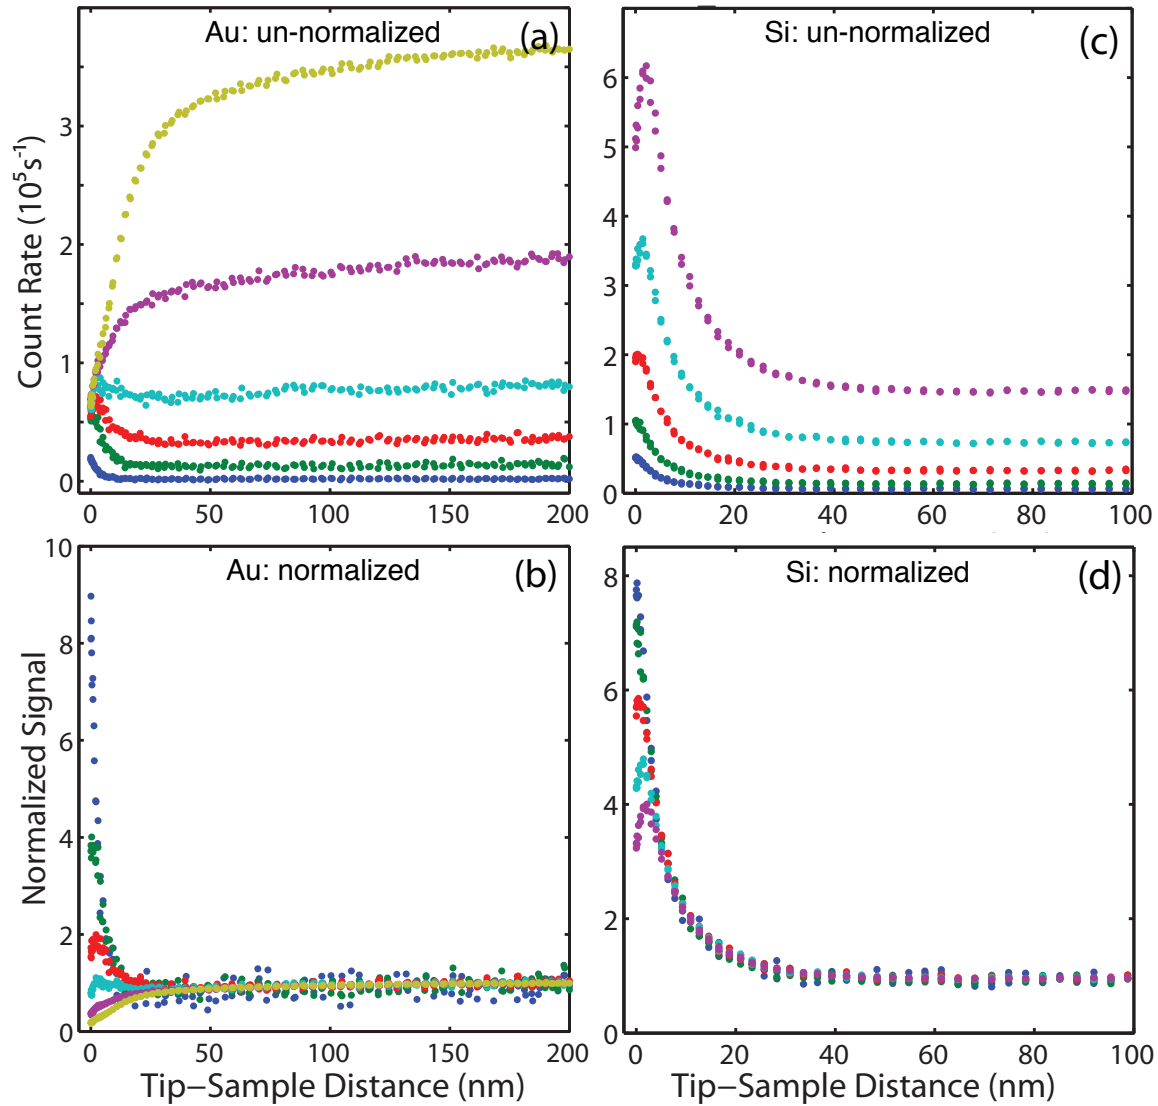 Au: un-normalized
(a)
Count Rate (10⁵s⁻¹)
3
2
1
0
0 50 100 150 200
Si: un-normalized
(c)
6
5
4
3
2
1
0
0 20 40 60 80 100
Au: normalized
(b)
Normalized Signal
10
8
6
4
2
0
0 50 100 150 200
Tip−Sample Distance (nm)
Si: normalized
(d)
8
6
4
2
0
0 20 40 60 80 100
Tip−Sample Distance (nm)